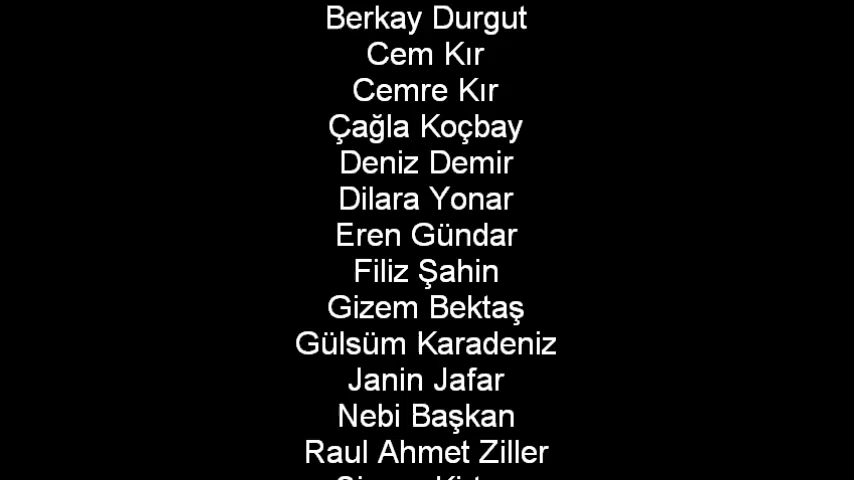 Berkay Durgut
Cem Kır
Cemre Kır
Çağla Koçbay
Deniz Demir
Dilara Yonar
Eren Gündar
Filiz Şahin
Gizem Bektaş
Gülsüm Karadeniz
Janin Jafar
Nebi Başkan
Raul Ahmet Ziller